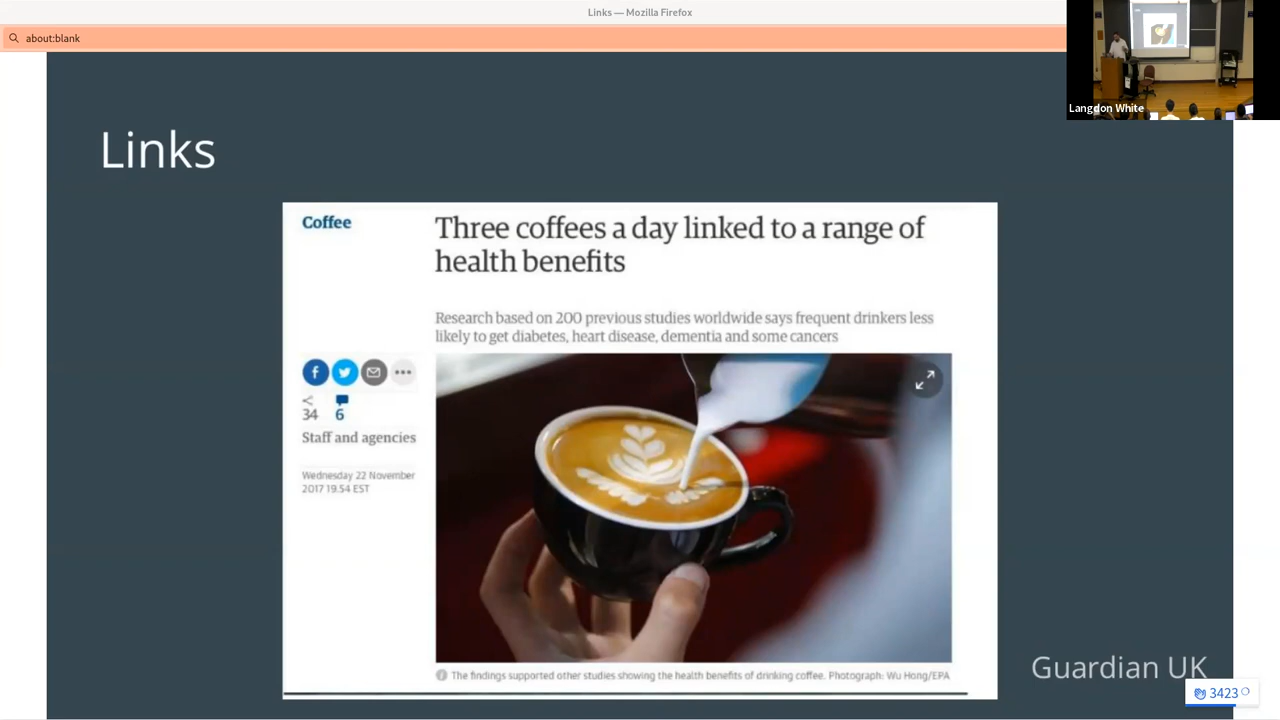 Links — Mozilla Firefox
about:blank
Langdon White
Links
Coffee
Three coffees a day linked to a range of
health benefits
Research based on 200 previous studies worldwide says frequent drinkers less
likely to get diabetes, heart disease, dementia and some cancers
34
6
Staff and agencies
Wednesday 22 November
2017 19.54 EST
The findings supported other studies showing the health benefits of drinking coffee. Photograph: Wu Hong/EPA
Guardian UK
3423